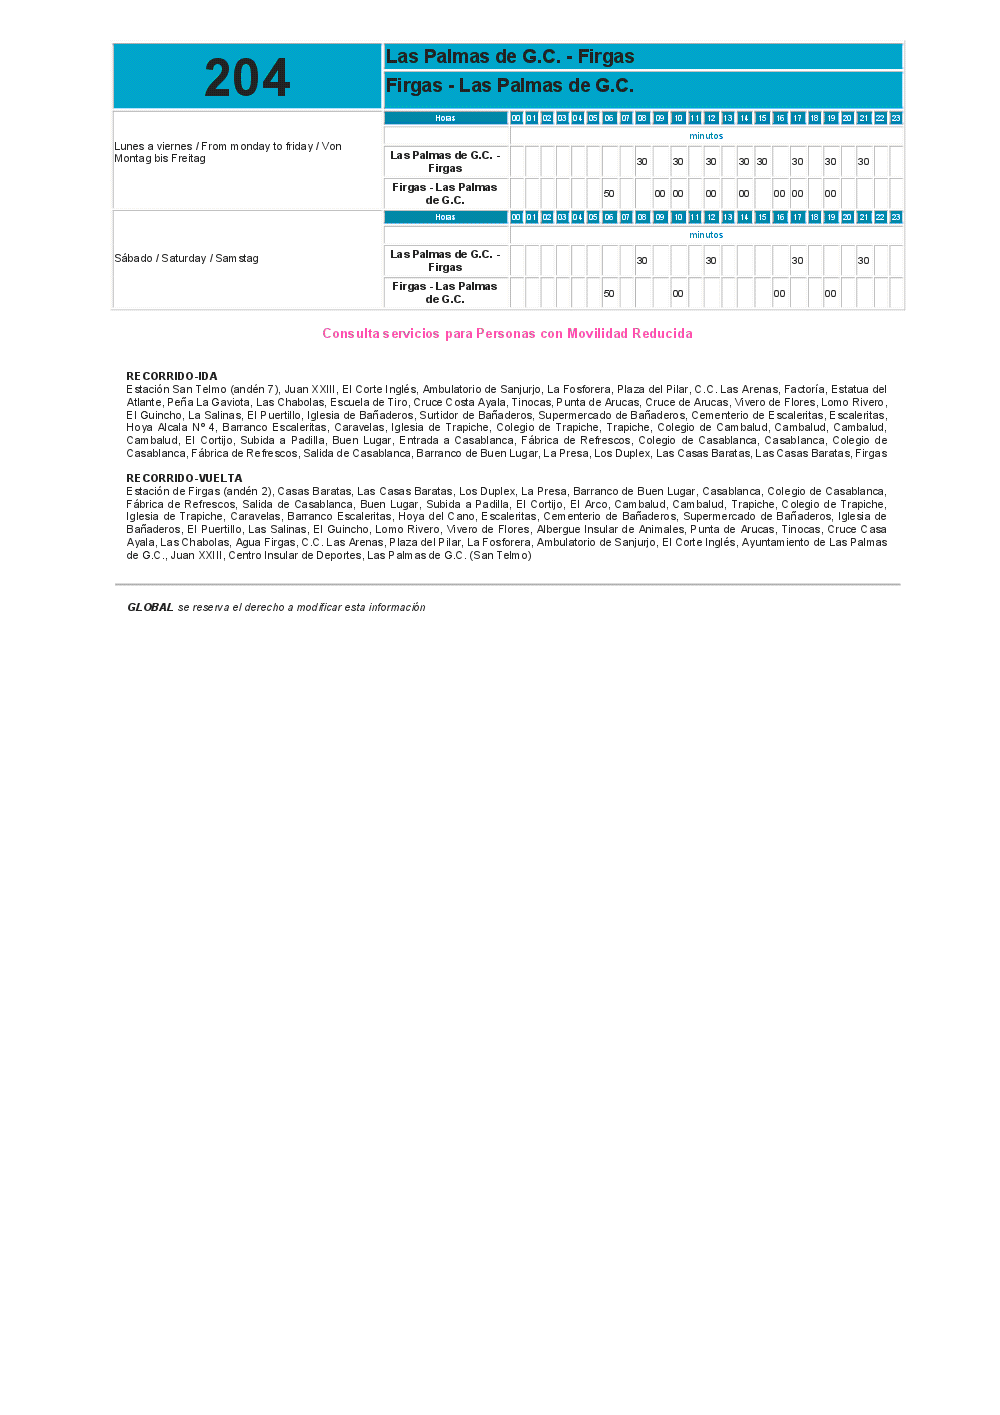 204
Las Palmas de G.C. - Firgas
Firgas - Las Palmas de G.C.
Lunes a viernes / From monday to friday / Von
Montag bis Freitag
Horas 00 01 02 03 04 05 06 07 08 09 10 11 12 13 14 15 16 17 18 19 20 21 22 23
minutos
Las Palmas de G.C. -
Firgas
30 30 30 30 30 30 30 30
Firgas - Las Palmas
de G.C.
50 00 00 00 00 00 00 00
Sábado / Saturday / Samstag
Horas 00 01 02 03 04 05 06 07 08 09 10 11 12 13 14 15 16 17 18 19 20 21 22 23
minutos
Las Palmas de G.C. -
Firgas
30 30 30 30
Firgas - Las Palmas
de G.C.
50 00 00 00
Consulta servicios para Personas con Movilidad Reducida
RECORRIDO-IDA
Estación San Telmo (andén 7), Juan XXIII, El Corte Inglés, Ambulatorio de Sanjurjo, La Fosforera, Plaza del Pilar, C.C. Las Arenas, Factoría, Estatua del
Atlante, Peña La Gaviota, Las Chabolas, Escuela de Tiro, Cruce Costa Ayala, Tinocas, Punta de Arucas, Cruce de Arucas, Vivero de Flores, Lomo Rivero,
El Guincho, La Salinas, El Puertillo, Iglesia de Bañaderos, Surtidor de Bañaderos, Supermercado de Bañaderos, Cementerio de Escaleritas, Escaleritas,
Hoya Alcala Nº 4, Barranco Escaleritas, Caravelas, Iglesia de Trapiche, Colegio de Trapiche, Trapiche, Colegio de Cambalud, Cambalud, Cambalud,
Cambalud, El Cortijo, Subida a Padilla, Buen Lugar, Entrada a Casablanca, Fábrica de Refrescos, Colegio de Casablanca, Casablanca, Colegio de
Casablanca, Fábrica de Refrescos, Salida de Casablanca, Barranco de Buen Lugar, La Presa, Los Duplex, Las Casas Baratas, Las Casas Baratas, Firgas
RECORRIDO-VUELTA
Estación de Firgas (andén 2), Casas Baratas, Las Casas Baratas, Los Duplex, La Presa, Barranco de Buen Lugar, Casablanca, Colegio de Casablanca,
Fábrica de Refrescos, Salida de Casablanca, Buen Lugar, Subida a Padilla, El Cortijo, El Arco, Cambalud, Cambalud, Trapiche, Colegio de Trapiche,
Iglesia de Trapiche, Caravelas, Barranco Escaleritas, Hoya del Cano, Escaleritas, Cementerio de Bañaderos, Supermercado de Bañaderos, Iglesia de
Bañaderos, El Puertillo, Las Salinas, El Guincho, Lomo Rivero, Vivero de Flores, Albergue Insular de Animales, Punta de Arucas, Tinocas, Cruce Casa
Ayala, Las Chabolas, Agua Firgas, C.C. Las Arenas, Plaza del Pilar, La Fosforera, Ambulatorio de Sanjurjo, El Corte Inglés, Ayuntamiento de Las Palmas
de G.C., Juan XXIII, Centro Insular de Deportes, Las Palmas de G.C. (San Telmo)
GLOBAL se reserva el derecho a modificar esta información